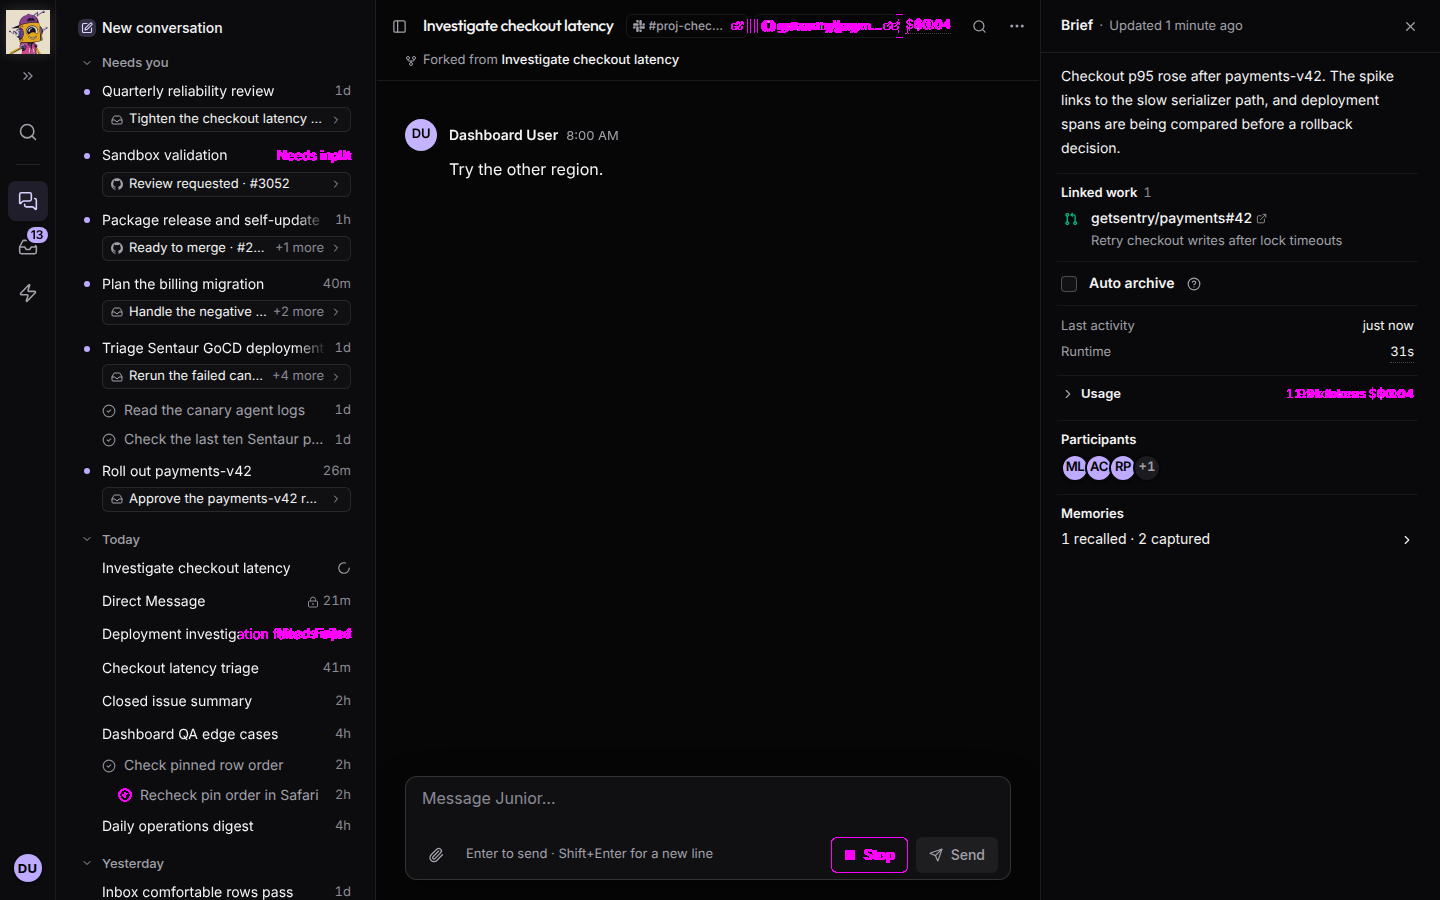 New conversation
Needs you
Quarterly reliability review 1d
Tighten the checkout latency ...
Sandbox validation
Review requested · #3052
Package release and self-update 1h
Ready to merge · #2... +1 more
Plan the billing migration 40m
Handle the negative ... +2 more
Triage Sentaur GoCD deployment 1d
Rerun the failed can... +4 more
Read the canary agent logs 1d
Check the last ten Sentaur p... 1d
Roll out payments-v42 26m
Approve the payments-v42 r...
Today
Investigate checkout latency
Direct Message 21m
Deployment investigation
Checkout latency triage 41m
Closed issue summary 2h
Dashboard QA edge cases 4h
Check pinned row order 2h
Recheck pin order in Safari 2h
Daily operations digest 4h
Yesterday
Inbox comfortable rows pass 1d
13
DU
Investigate checkout latency #proj-chec...
Forked from Investigate checkout latency
DU Dashboard User 8:00 AM
Try the other region.
Message Junior...
Enter to send · Shift+Enter for a new line
Stop
Send
Brief · Updated 1 minute ago
Checkout p95 rose after payments-v42. The spike
links to the slow serializer path, and deployment
spans are being compared before a rollback
decision.
Linked work 1
getsentry/payments#42
Retry checkout writes after lock timeouts
Auto archive
Last activity just now
Runtime 31s
Usage
Participants
ML AC RP +1
Memories
1 recalled · 2 captured